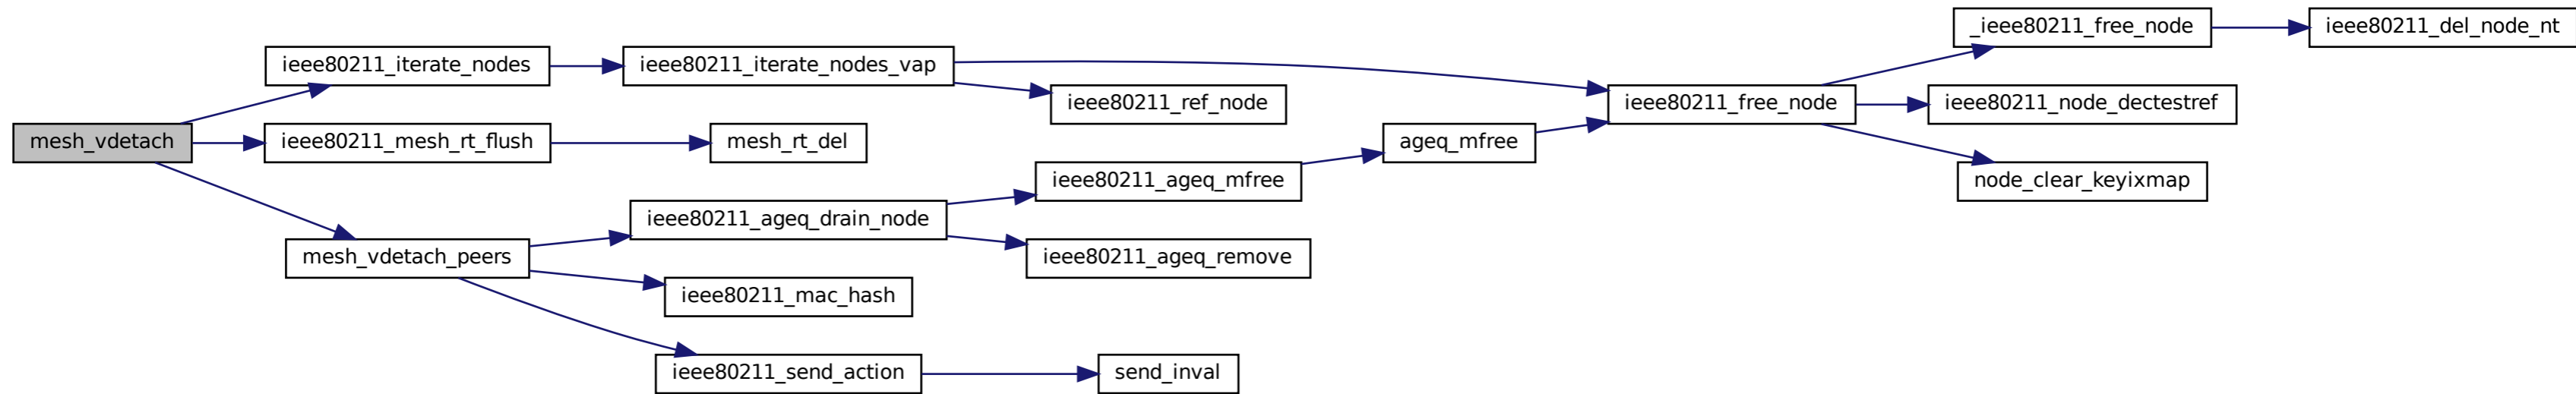 mesh_vdetach
ieee80211_iterate_nodes
ieee80211_iterate_nodes_vap
ieee80211_free_node
_ieee80211_free_node
ieee80211_del_node_nt
ieee80211_node_dectestref
node_clear_keyixmap
ieee80211_ref_node
ieee80211_mesh_rt_flush
mesh_rt_del
mesh_vdetach_peers
ieee80211_ageq_drain_node
ieee80211_ageq_mfree
ageq_mfree
ieee80211_ageq_remove
ieee80211_mac_hash
ieee80211_send_action
send_inval